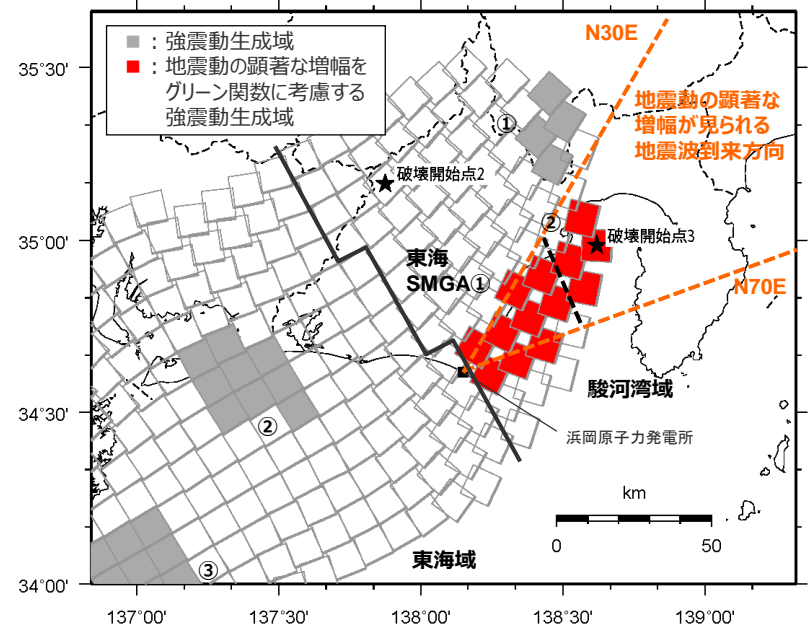 ■ : 強震動生成域
■ : 地震動の顕著な増幅を
グリーン関数に考慮する
強震動生成域
N30E
地震動の顕著な
増幅が見られる
地震波到来方向
①
破壊開始点2
②
破壊開始点3
東海
SMGA①
N70E
駿河湾域
浜岡原子力発電所
②
③
東海域
km
0 50
35°30'
35°00'
34°30'
34°00'
137°00' 137°30' 138°00' 138°30' 139°00'